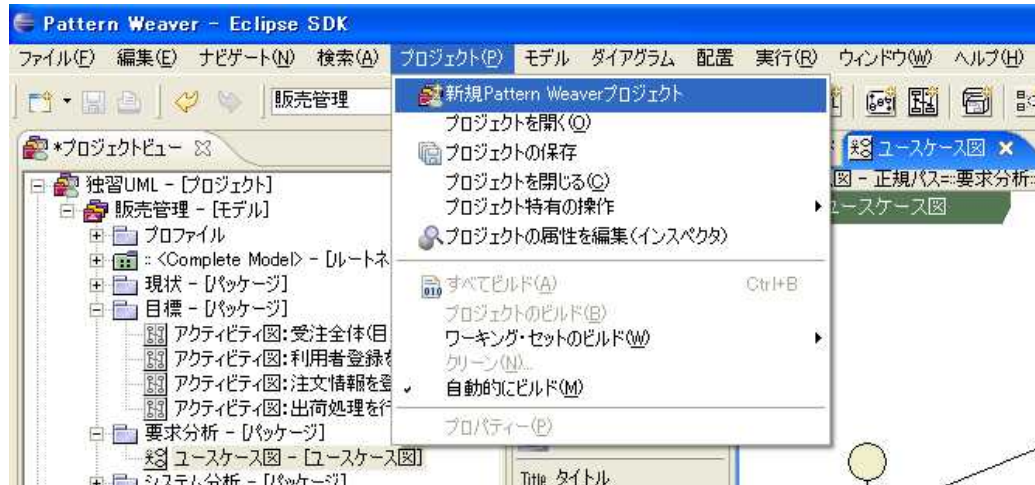 Pattern Weaver - Eclipse SDK
ファイル(F) 編集(E) ナビゲート(N) 検索(A) プロジェクト(P) モデル ダイアグラム 配置 実行(R) ウィンドウ(W) ヘルプ(H)
販売管理
新規Pattern Weaverプロジェクト
プロジェクトを開く(O)
プロジェクトの保存
プロジェクトを閉じる(C)
プロジェクト特有の操作
プロジェクトの属性を編集(インスペクタ)
すべてビルド(A) Ctrl+B
プロジェクトのビルド(B)
ワーキング・セットのビルド(W)
クリーン(N)...
自動的にビルド(M)
プロパティー(P)
*プロジェクトビュー
独習UML - [プロジェクト]
販売管理 - [モデル]
プロファイル
:: <Complete Model> - [ルートネ
現状 - [パッケージ]
目標 - [パッケージ]
アクティビティ図:受注全体(目
アクティビティ図:利用者登録を
アクティビティ図:注文情報を登
アクティビティ図:出荷処理を行
要求分析 - [パッケージ]
ユースケース図 - [ユースケース図]
システム分析 - [パッケージ]
ユースケース図
図 - 正規パス=::要求分析::
ユースケース図
Title タイトル